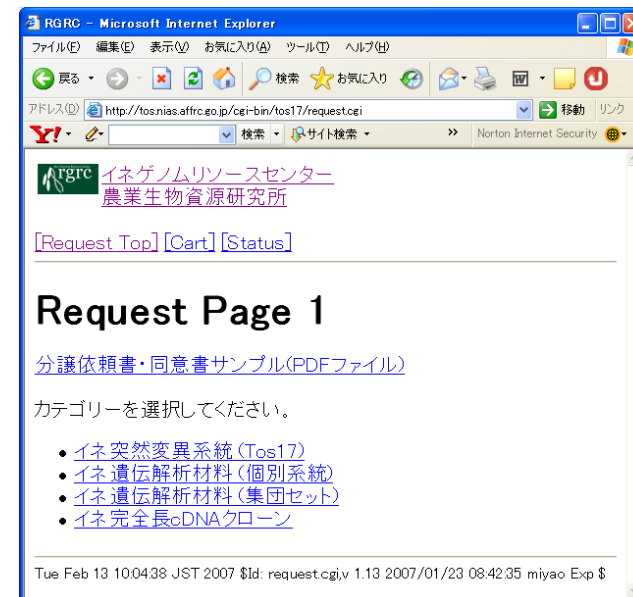 RGRC - Microsoft Internet Explorer
ファイル(F) 編集(E) 表示(V) お気に入り(A) ツール(T) ヘルプ(H)
戻る 検索 お気に入り
アドレス(D) http://tos.nias.affrc.go.jp/cgi-bin/tos17/request.cgi 移動 リンク
Y! 検索 サイト検索 >> Norton Internet Security
rgrc イネゲノムリソースセンター
農業生物資源研究所
[Request Top] [Cart] [Status]
Request Page 1
分譲依頼書・同意書サンプル(PDFファイル)
カテゴリーを選択してください。
イネ突然変異系統(Tos17)
イネ遺伝解析材料(個別系統)
イネ遺伝解析材料(集団セット)
イネ完全長cDNAクローン
Tue Feb 13 10:04:38 JST 2007 $Id: request.cgi,v 1.13 2007/01/23 08:42:35 miyao Exp $